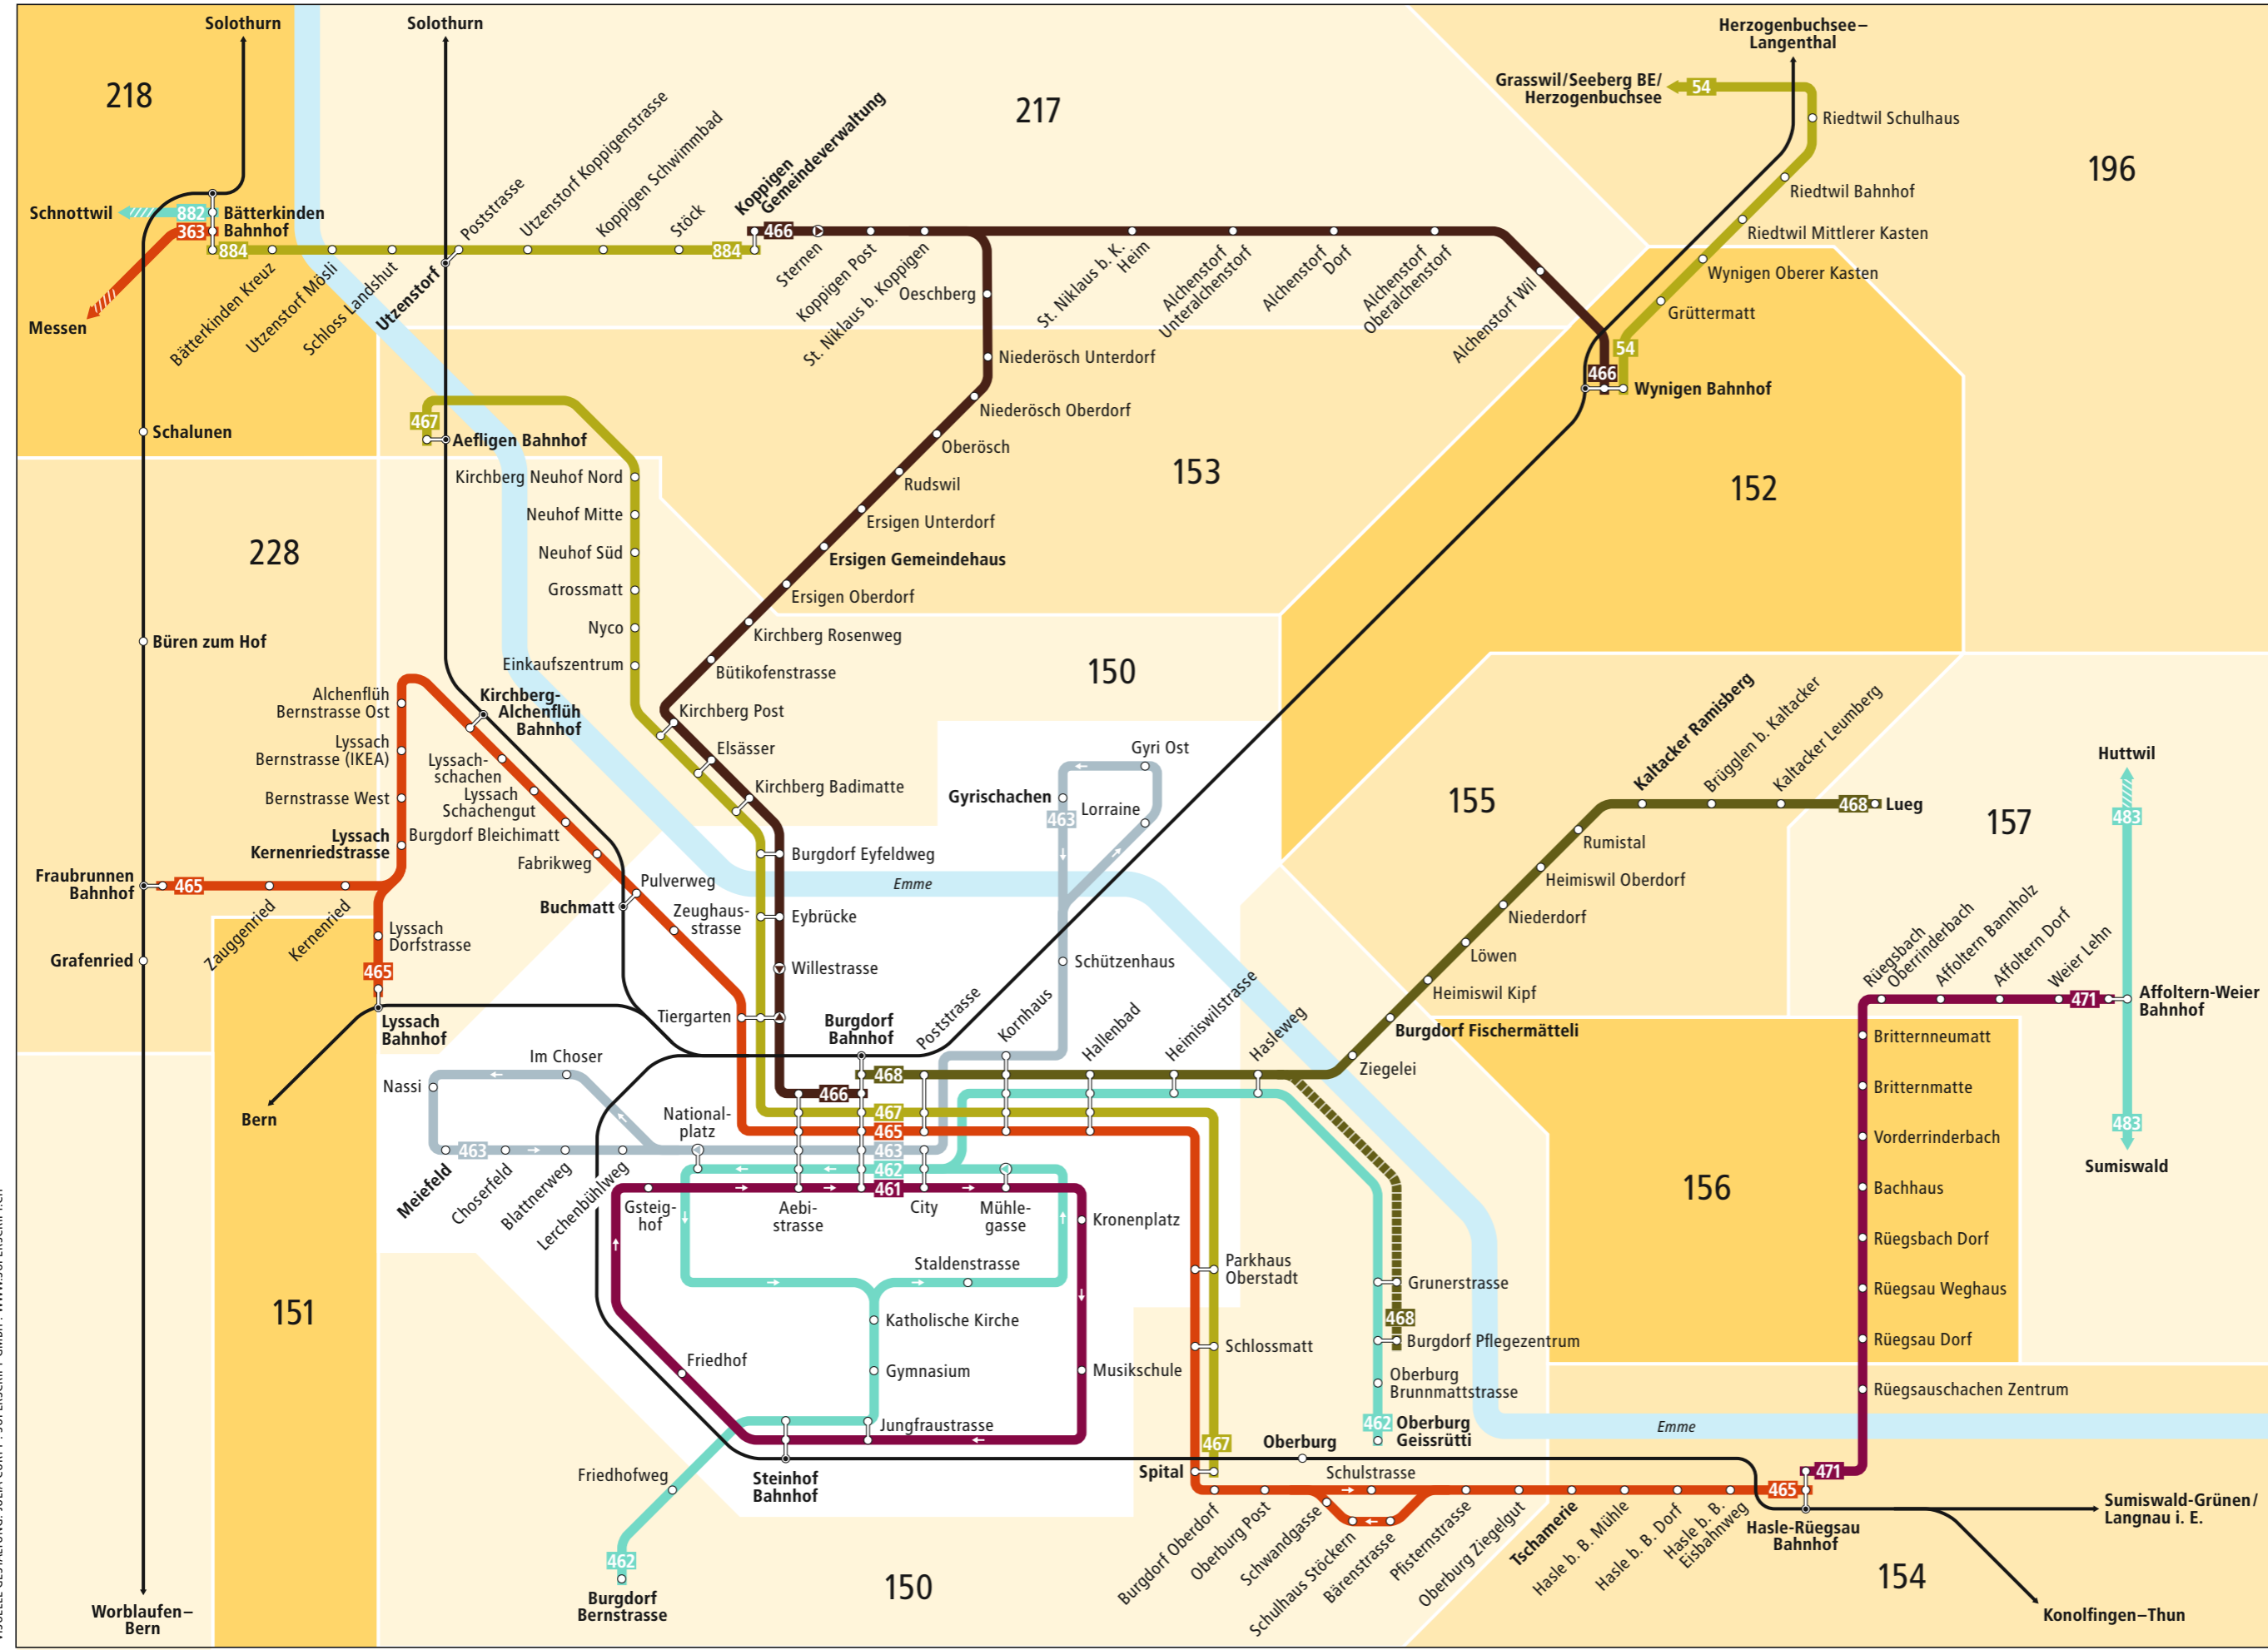 Solothurn
Solothurn
Herzogenbuchsee–
Langenthal
218
217
Grasswil/Seeberg BE/
Herzogenbuchsee
54
Riedtwil Schulhaus
196
Riedtwil Bahnhof
Riedtwil Mittlerer Kasten
Wynigen Oberer Kasten
Grüttermatt
54
466
Wynigen Bahnhof
Schnottwil
882
363
Bätterkinden
Bahnhof
Messen
884
Bätterkinden Kreuz
Utzenstorf Mösli
Schloss Landshut
Utzenstorf
Poststrasse
Utzenstorf Koppigenstrasse
Koppigen Schwimmbad
Stöck
884
Koppigen
Gemeindeverwaltung
466
Sternen
Koppigen Post
St. Niklaus b. Koppigen
Oeschberg
St. Niklaus b. K.
Heim
Alchenstorf
Unteralchenstorf
Alchenstorf
Dorf
Alchenstorf
Oberalchenstorf
Alchenstorf Wil
Niederösch Unterdorf
Niederösch Oberdorf
Oberösch
Rudswil
Ersigen Unterdorf
Ersigen Gemeindehaus
Ersigen Oberdorf
Kirchberg Rosenweg
Bütikofenstrasse
Kirchberg Post
Elsässer
Kirchberg Badimatte
153
152
Schalunen
467
Aefligen Bahnhof
Kirchberg Neuhof Nord
Neuhof Mitte
Neuhof Süd
Grossmatt
Nyco
Einkaufszentrum
228
Büren zum Hof
Alchenflüh
Bernstrasse Ost
Lyssach
Bernstrasse (IKEA)
Bernstrasse West
Lyssach
Kernenriedstrasse
Kirchberg-
Alchenflüh
Bahnhof
Lyssach-
schachen
Lyssach
Schachengut
Burgdorf Bleichimatt
Fabrikweg
Pulverweg
Buchmatt
Zeughaus-
strasse
Tiergarten
Fraubrunnen
Bahnhof
465
Zauggenried
Kernenried
Lyssach
Dorfstrasse
465
Lyssach
Bahnhof
Grafenried
Bern
150
Gyri Ost
Gyrischachen
Lorraine
463
Burgdorf Eyfeldweg
Emme
Eybrücke
Willestrasse
Schützenhaus
Burgdorf
Bahnhof
Poststrasse
Kornhaus
Hallenbad
Heimiswilstrasse
Hasleweg
155
Kaltacker Ramisberg
Brügglen b. Kaltacker
Kaltacker Leumberg
468
Lueg
Rumistal
Heimiswil Oberdorf
Niederdorf
Löwen
Heimiswil Kipf
Burgdorf Fischermätteli
Ziegelei
157
Huttwil
483
Rüegsbach
Oberrinderbach
Affoltern Bannholz
Affoltern Dorf
Weier Lehn
471
Affoltern-Weier
Bahnhof
483
Sumiswald
Britternneumatt
Britternmatte
Vorderrinderbach
Bachhaus
Rüegsbach Dorf
Rüegsau Weghaus
Rüegsau Dorf
Rüegsauschachen Zentrum
156
Im Choser
Nassi
463
Meiefeld
Choserfeld
Blattnerweg
Lerchenbühlweg
National-
platz
468
466
467
465
463
462
461
Gsteig-
hof
Aebi-
strasse
City
Mühle-
gasse
Kronenplatz
Staldenstrasse
Katholische Kirche
Gymnasium
Musikschule
Friedhof
Jungfraustrasse
Steinhof
Bahnhof
Friedhofweg
462
Burgdorf
Bernstrasse
151
150
Parkhaus
Oberstadt
Schlossmatt
467
Spital
Grunerstrasse
468
Burgdorf Pflegezentrum
Oberburg
Brunnmattstrasse
462
Oberburg
Geissrütti
Emme
Oberburg
Schulstrasse
Burgdorf Oberdorf
Oberburg Post
Schwandgasse
Schulhaus Stöckern
Bärenstrasse
Pfisternstrasse
Oberburg Ziegelgut
Tschamerie
Hasle b. B. Mühle
Hasle b. B. Dorf
Hasle b. B.
Eisbahnweg
465
471
Hasle-Rüegsau
Bahnhof
154
Sumiswald-Grünen/
Langnau i. E.
Konolfingen–Thun
Worblaufen–
Bern